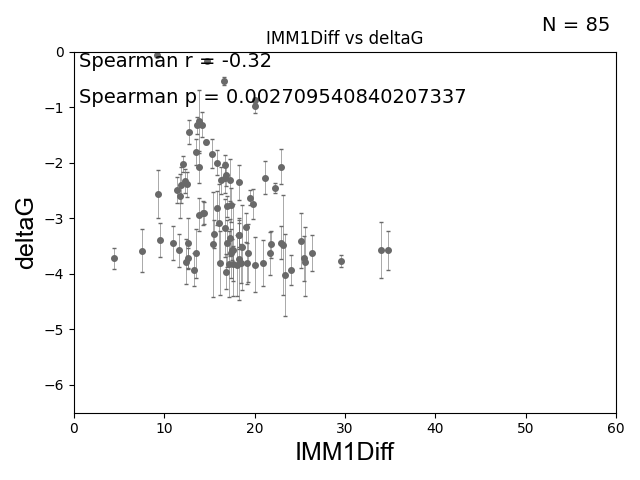 N = 85
IMM1Diff vs deltaG
Spearman r = -0.32
Spearman p = 0.002709540840207337
deltaG
0
−1
−2
−3
−4
−5
−6
0 10 20 30 40 50 60
IMM1Diff